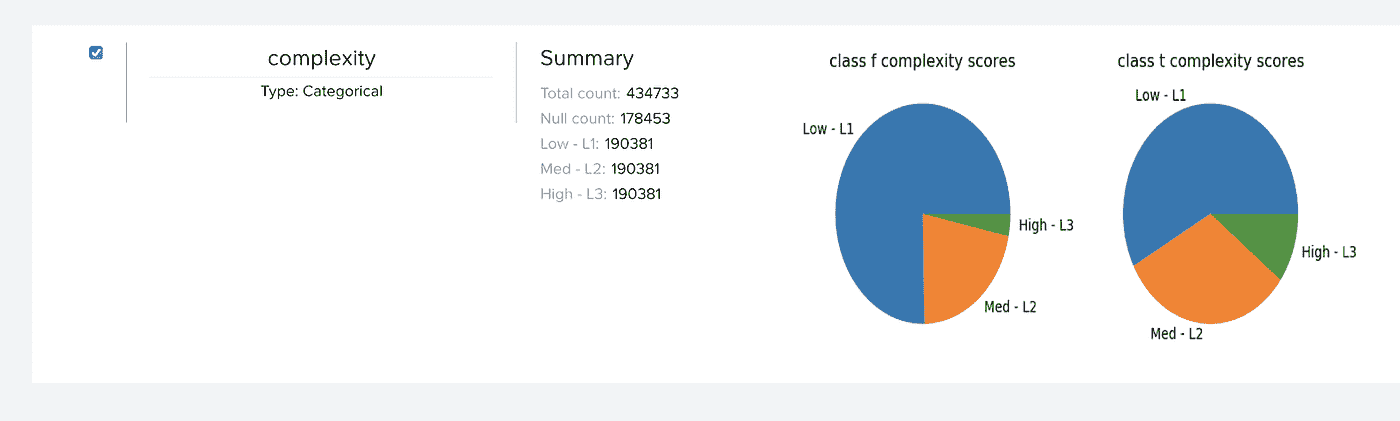 complexity
Type: Categorical
Summary
Total count: 434733
Null count: 178453
Low - L1: 190381
Med - L2: 190381
High - L3: 190381
class f complexity scores
Low - L1
High - L3
Med - L2
class t complexity scores
Low - L1
High - L3
Med - L2